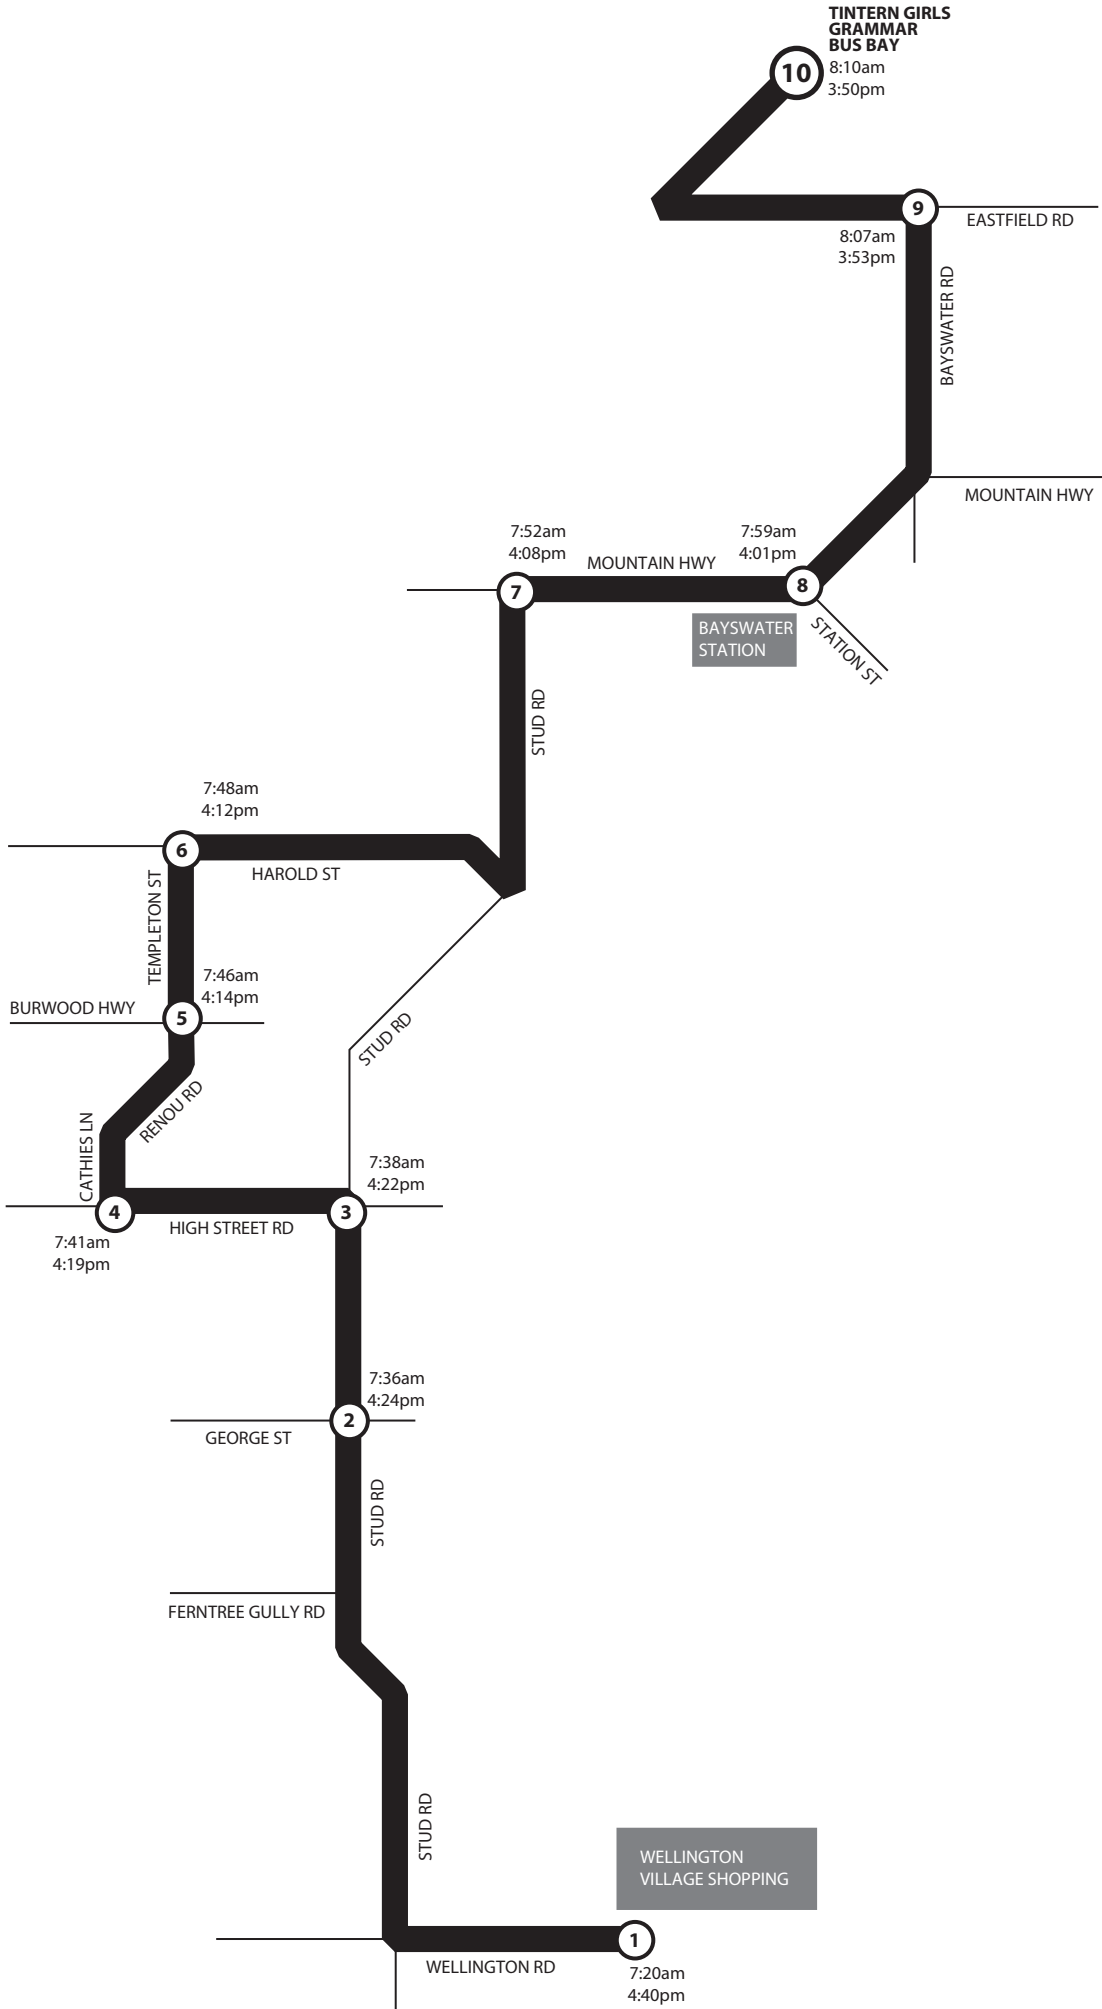 TINTERN GIRLS
GRAMMAR
BUS BAY
10
8:10am
3:50pm
9
EASTFIELD RD
8:07am
3:53pm
BAYSWATER RD
MOUNTAIN HWY
7:52am
4:08pm
7:59am
4:01pm
MOUNTAIN HWY
7
8
BAYSWATER
STATION
STATION ST
STUD RD
7:48am
4:12pm
6
HAROLD ST
TEMPLETON ST
7:46am
4:14pm
BURWOOD HWY
5
STUD RD
RENOU RD
CATHIES LN
7:38am
4:22pm
4
3
HIGH STREET RD
7:41am
4:19pm
7:36am
4:24pm
2
GEORGE ST
STUD RD
FERNTREE GULLY RD
STUD RD
WELLINGTON
VILLAGE SHOPPING
1
WELLINGTON RD
7:20am
4:40pm